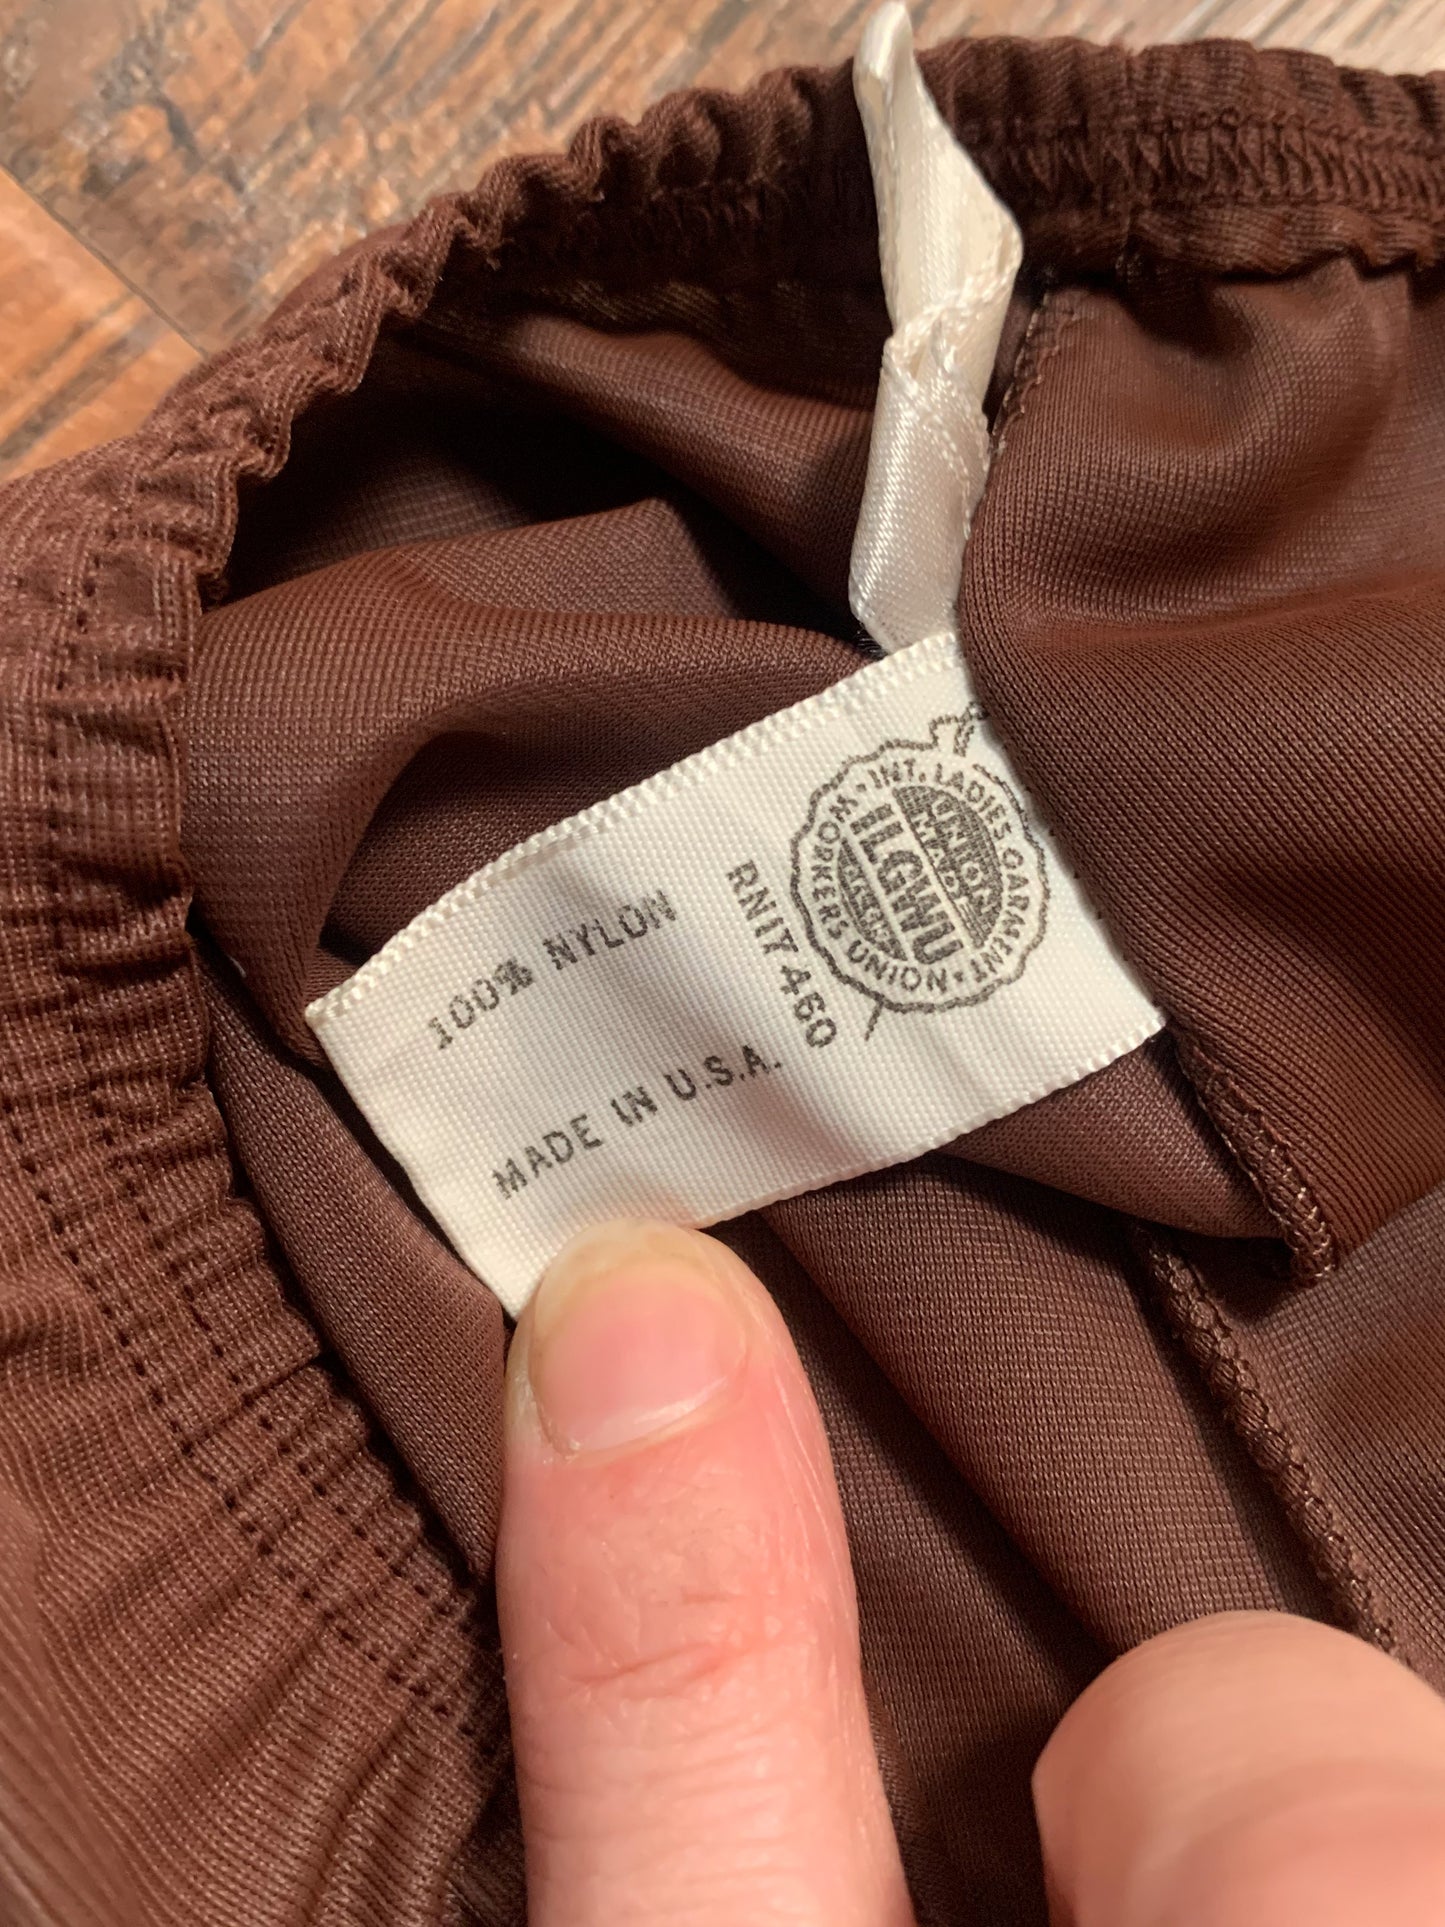 100% NYLON
MADE IN U.S.A.
RN17460
INT. LADIES GARMENT
WORKERS UNION
UNION
MADE
ILGWU